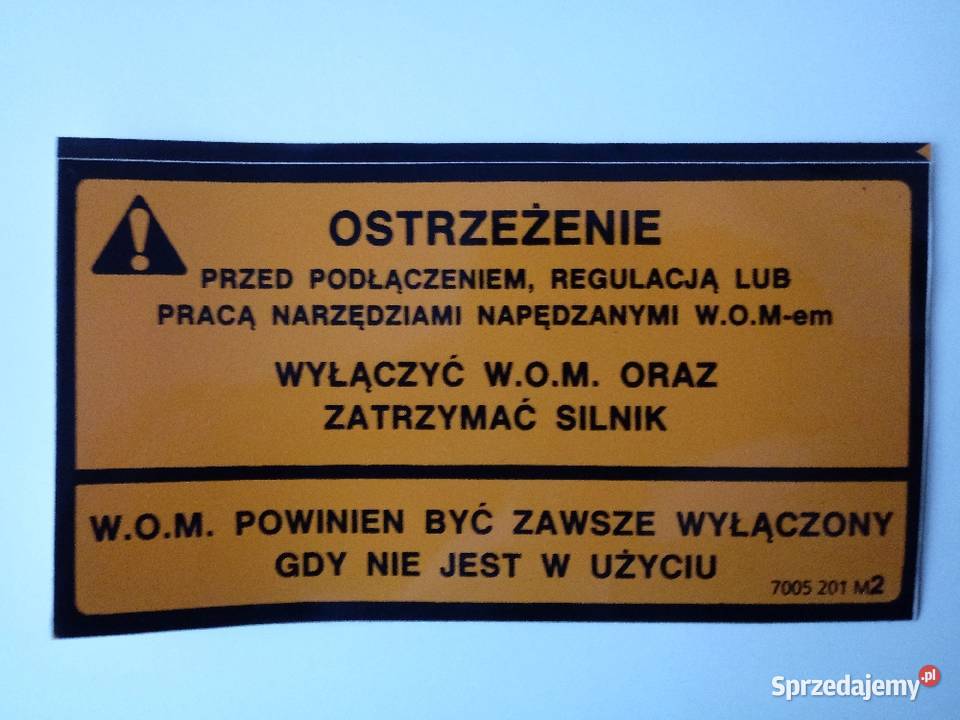 OSTRZEŻENIE
PRZED PODŁĄCZENIEM, REGULACJĄ LUB
PRACĄ NARZĘDZIAMI NAPĘDZANYMI W.O.M-em
WYŁĄCZYĆ W.O.M. ORAZ
ZATRZYMAĆ SILNIK
W.O.M. POWINIEN BYĆ ZAWSZE WYŁĄCZONY
GDY NIE JEST W UŻYCIU
7005 201 M2
Sprzedajemy.pl